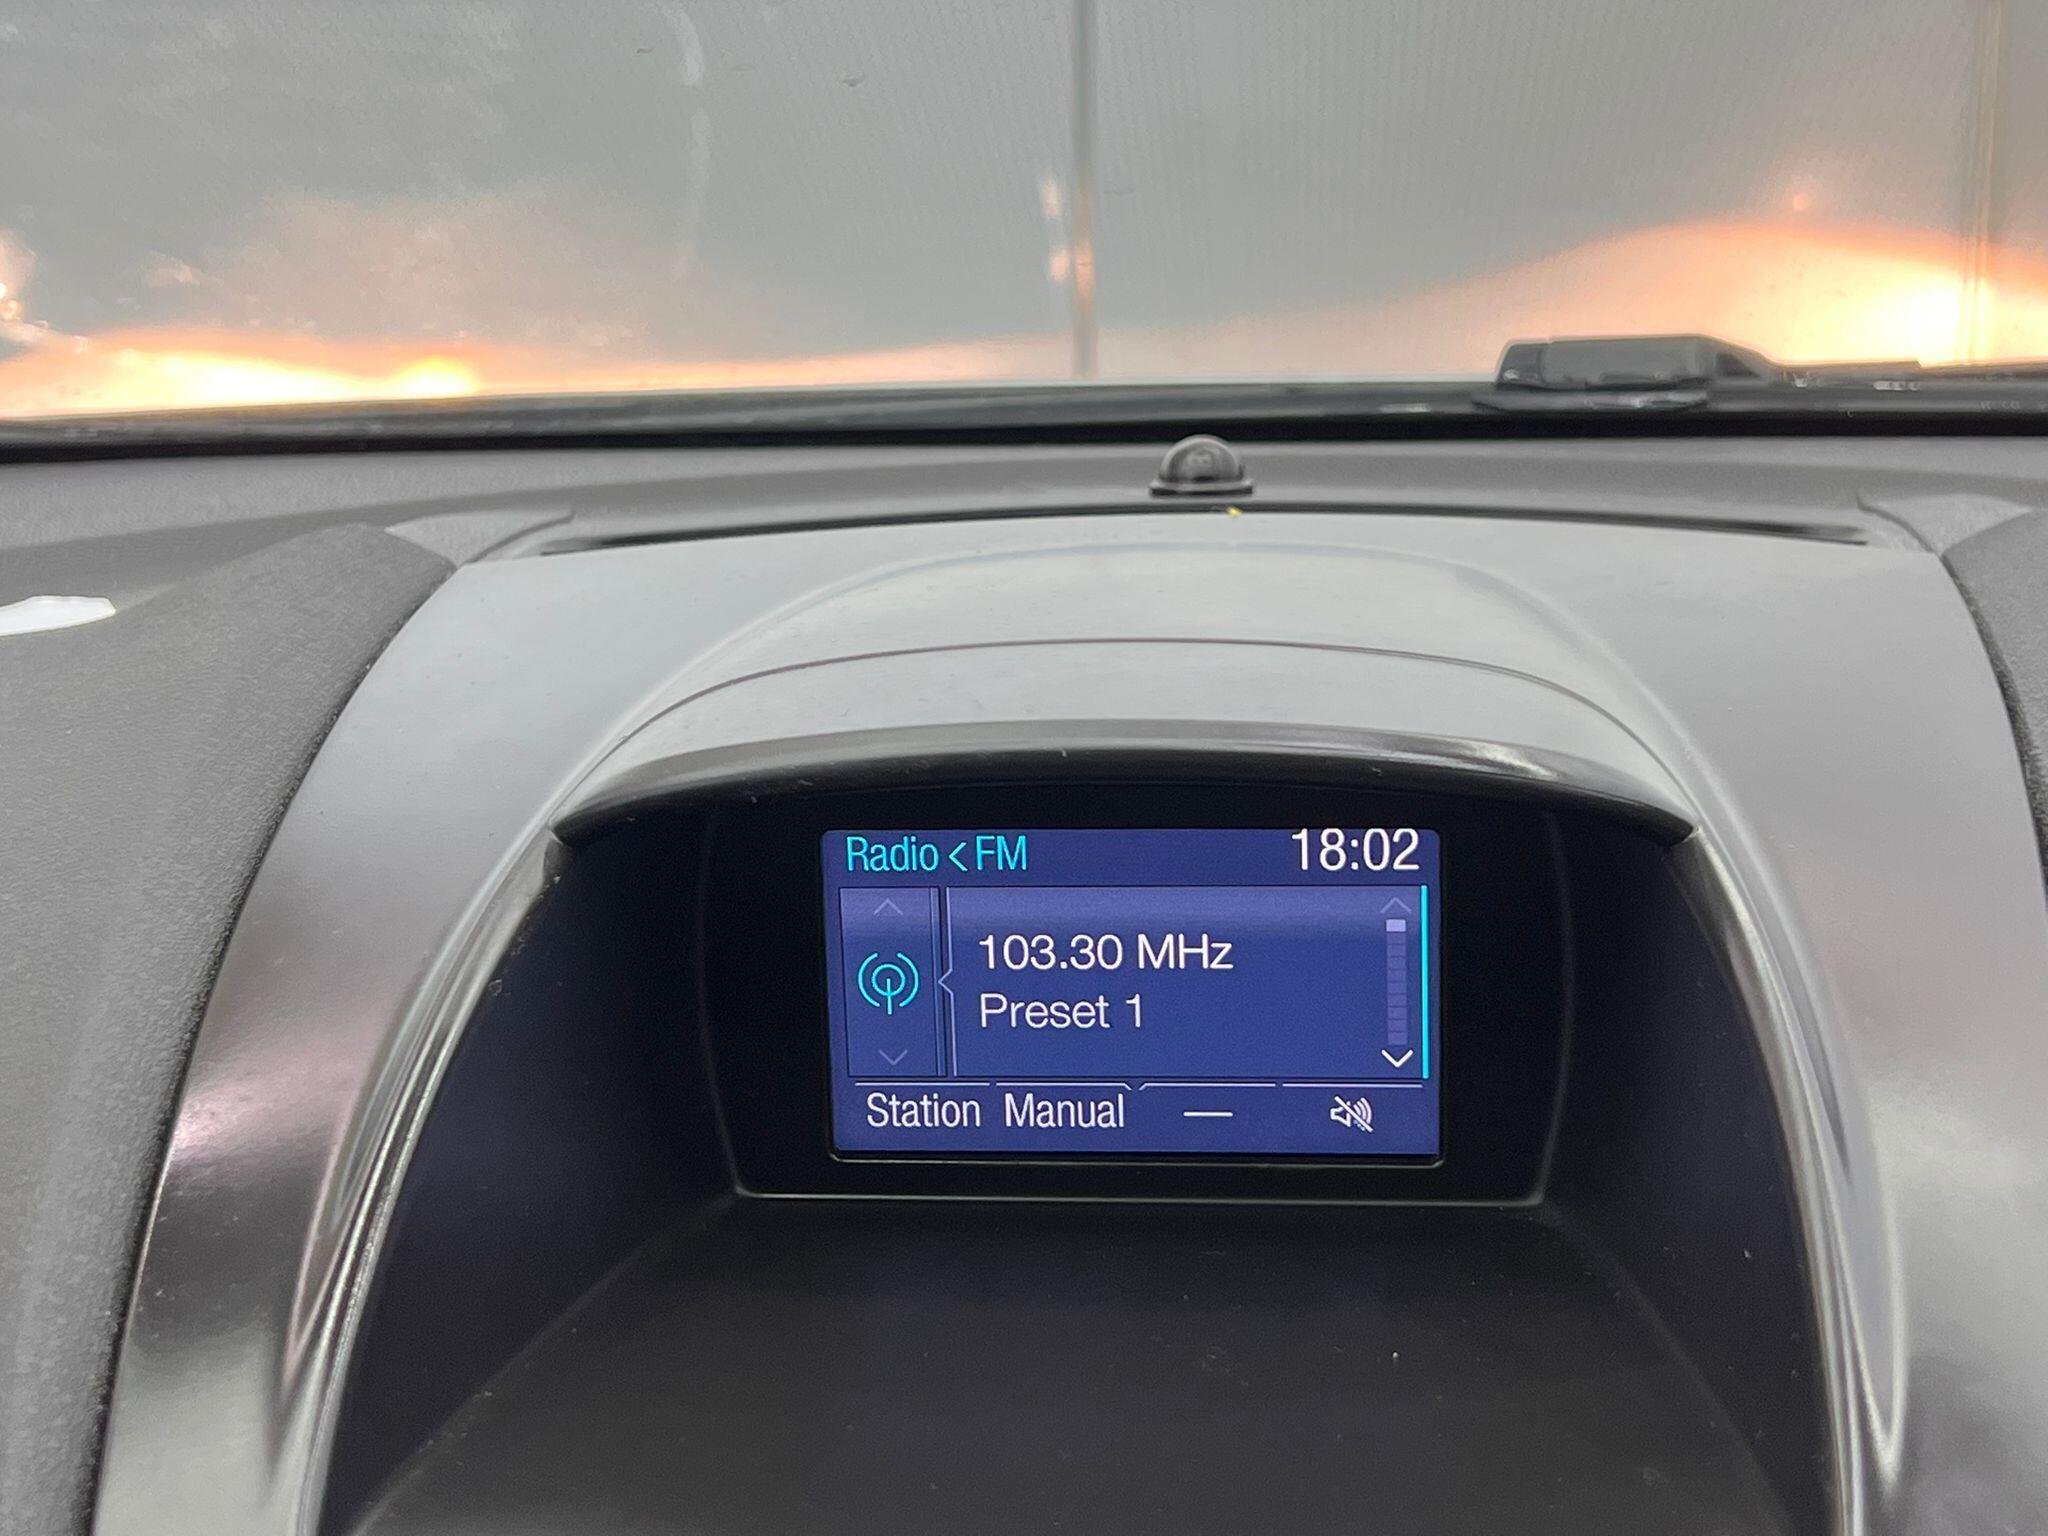 Radio < FM 18:02
103.30 MHz
Preset 1
Station Manual —